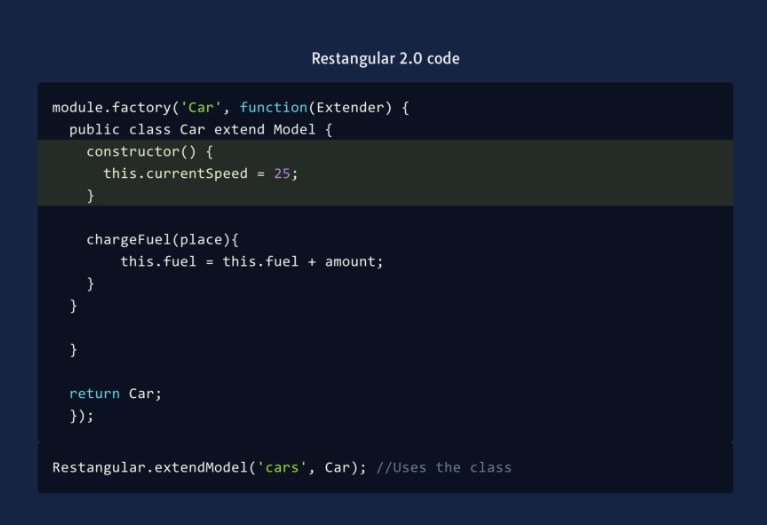 Restangular 2.0 code
module.factory('Car', function(Extender) {
  public class Car extend Model {
    constructor() {
      this.currentSpeed = 25;
    }
    chargeFuel(place){
        this.fuel = this.fuel + amount;
    }
  }
  }
  return Car;
  });
Restangular.extendModel('cars', Car); //Uses the class